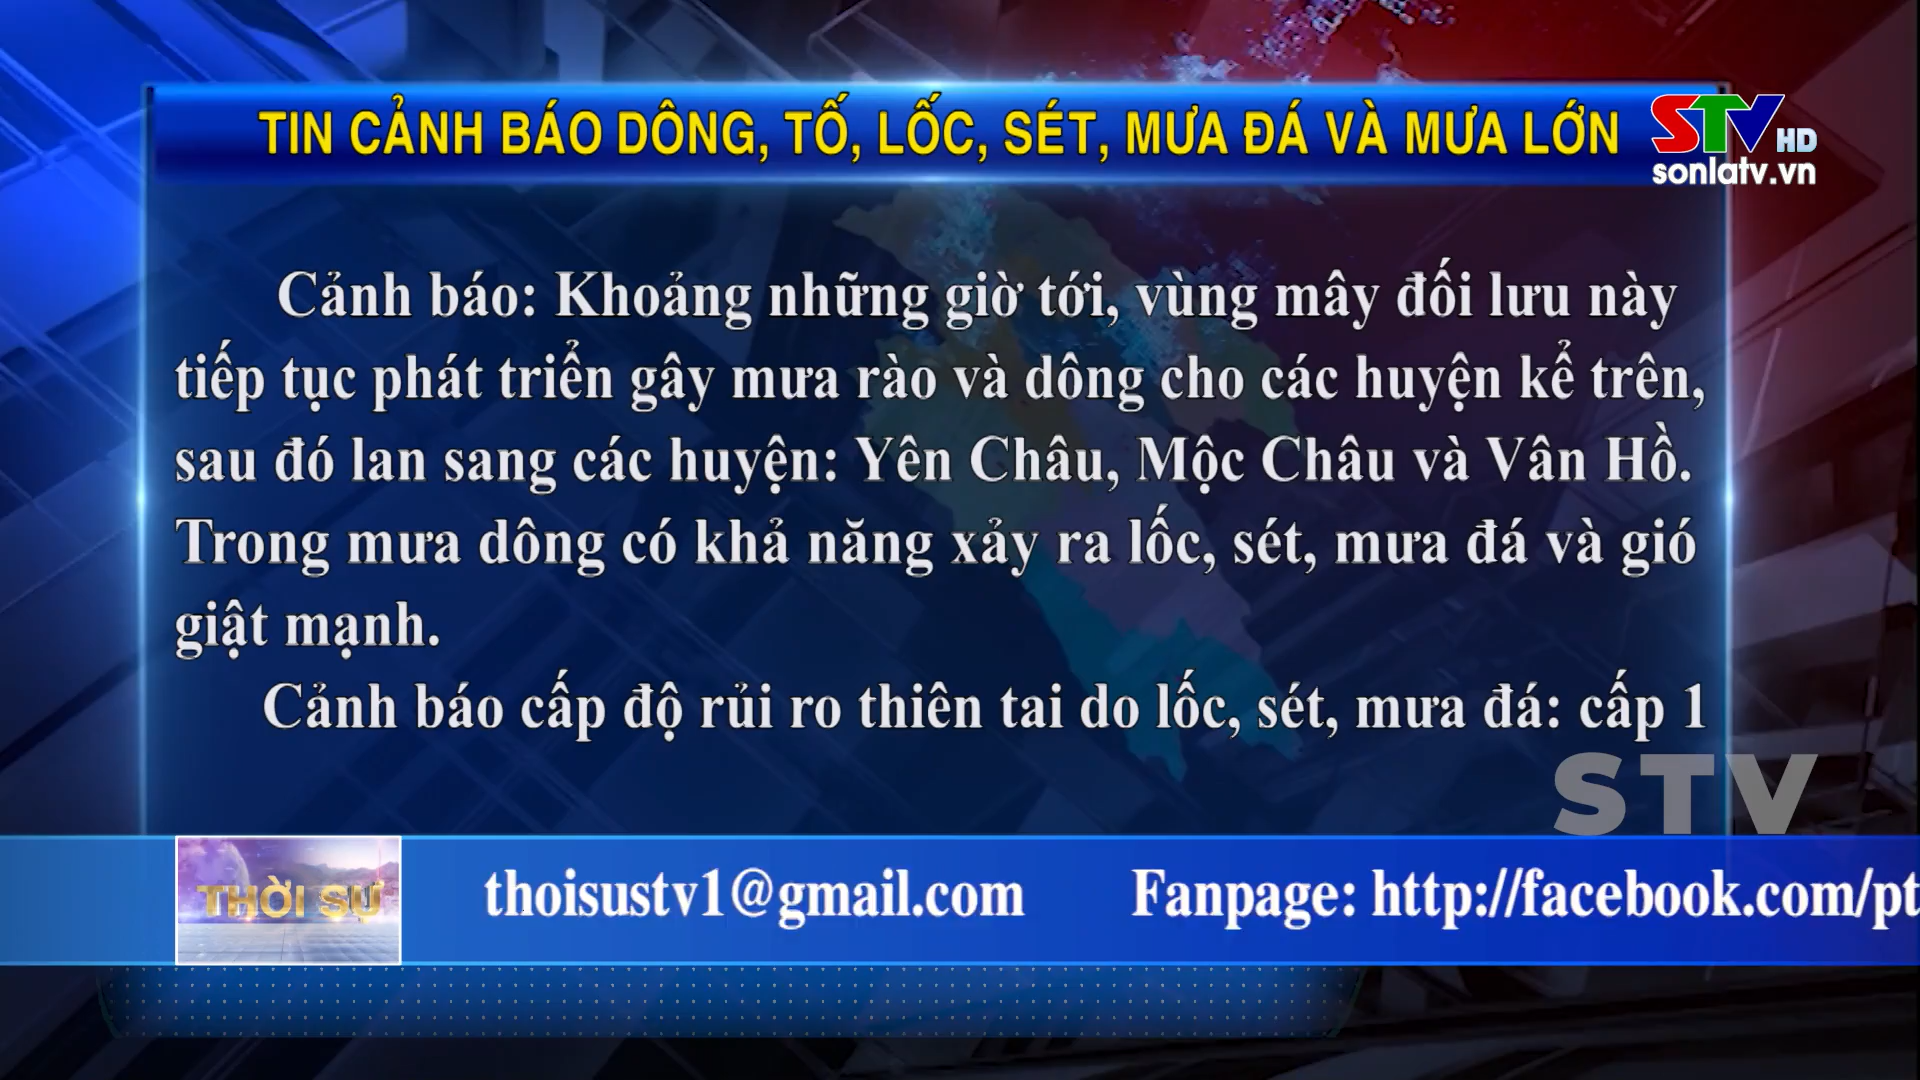 TIN CẢNH BÁO DÔNG, TỐ, LỐC, SÉT, MƯA ĐÁ VÀ MƯA LỚN
STV HD
sonlatv.vn
Cảnh báo: Khoảng những giờ tới, vùng mây đối lưu này
tiếp tục phát triển gây mưa rào và dông cho các huyện kể trên,
sau đó lan sang các huyện: Yên Châu, Mộc Châu và Vân Hồ.
Trong mưa dông có khả năng xảy ra lốc, sét, mưa đá và gió
giật mạnh.
Cảnh báo cấp độ rủi ro thiên tai do lốc, sét, mưa đá: cấp 1
STV
THỜI SỰ
thoisustv1@gmail.com Fanpage: http://facebook.com/pt